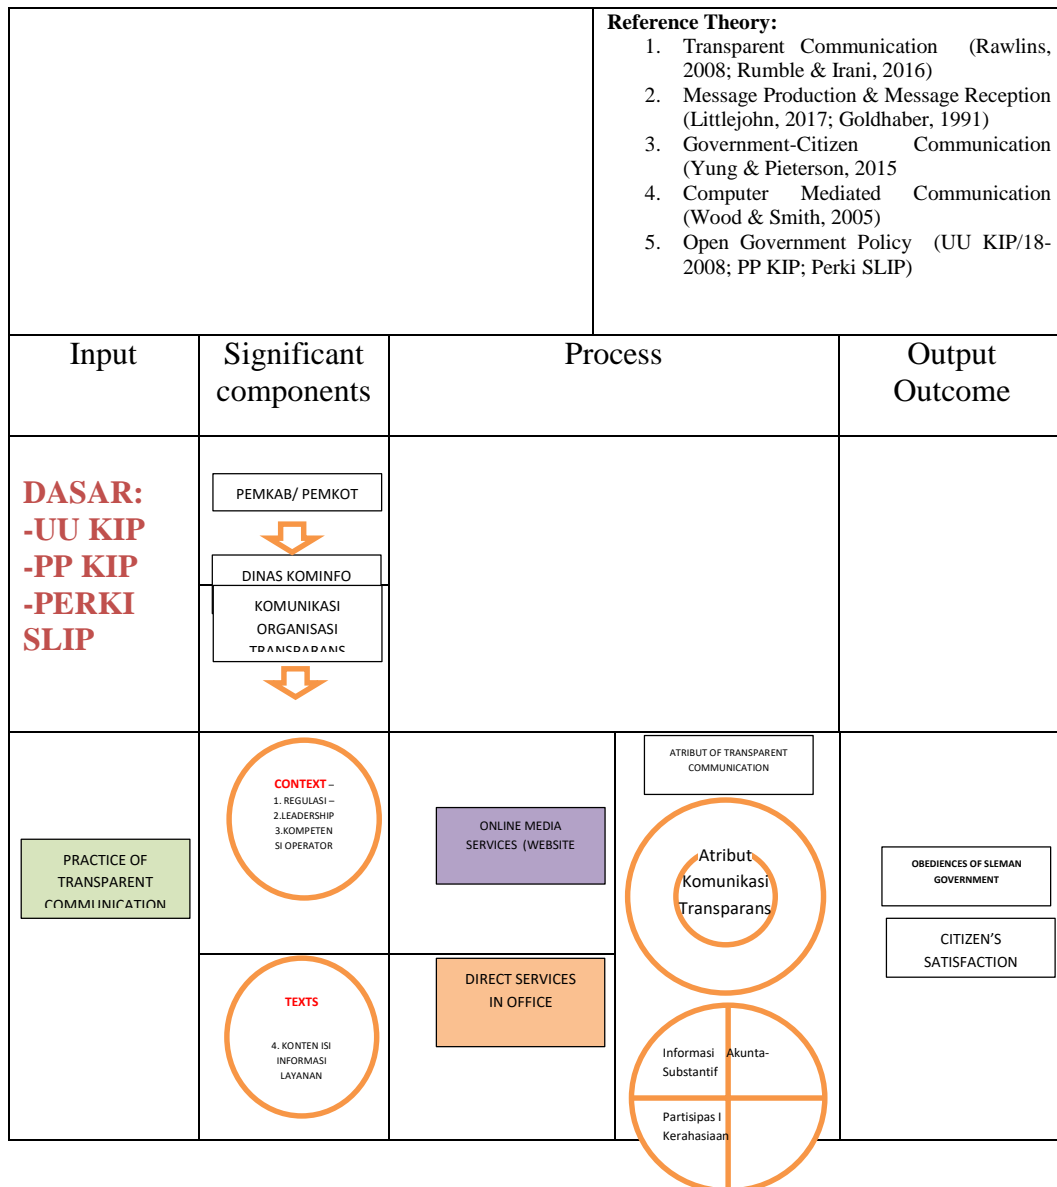 Reference Theory:
1. Transparent Communication (Rawlins,
2008; Rumble & Irani, 2016)
2. Message Production & Message Reception
(Littlejohn, 2017; Goldhaber, 1991)
3. Government-Citizen Communication
(Yung & Pieterson, 2015
4. Computer Mediated Communication
(Wood & Smith, 2005)
5. Open Government Policy (UU KIP/18-
2008; PP KIP; Perki SLIP)
Input
Significant
components
Process
Output
Outcome
DASAR:
-UU KIP
-PP KIP
-PERKI
SLIP
PEMKAB/ PEMKOT
DINAS KOMINFO
KOMUNIKASI
ORGANISASI
TRANSPARANS
PRACTICE OF
TRANSPARENT
COMMUNICATION
CONTEXT –
1. REGULASI –
2.LEADERSHIP
3.KOMPETEN
SI OPERATOR
TEXTS
4. KONTEN ISI
INFORMASI
LAYANAN
ONLINE MEDIA
SERVICES (WEBSITE
DIRECT SERVICES
IN OFFICE
ATRIBUT OF TRANSPARENT
COMMUNICATION
Atribut
Komunikasi
Transparans
Informasi Akunta-
Substantif
Partisipas I
Kerahasiaan
OBEDIENCES OF SLEMAN
GOVERNMENT
CITIZEN’S
SATISFACTION